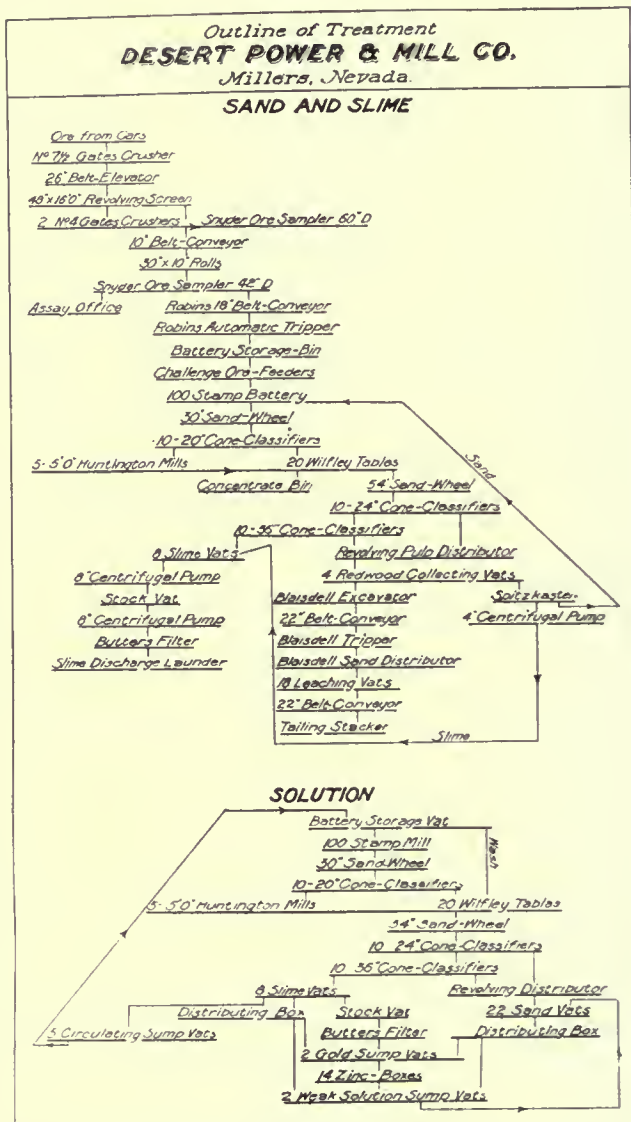 Outline of Treatment
DESERT POWER & MILL CO.
Millers, Nevada.
SAND AND SLIME
Ore from Cars
Nº 7½ Gates Crusher
26" Belt-Elevator
48"x16'0" Revolving Screen
2 Nº4 Gates Crushers
Snyder Ore Sampler 60" D
10" Belt-Conveyor
30"x10" Rolls
Snyder Ore Sampler 42" D
Assay Office
Robins 18" Belt-Conveyor
Robins Automatic Tripper
Battery Storage-Bin
Challenge Ore-Feeders
100 Stamp Battery
30" Sand-Wheel
10-20" Cone-Classifiers
5-5'0" Huntington Mills
20 Wilfley Tables
Sand
Concentrate Bin
54" Sand-Wheel
10-24" Cone-Classifiers
10-36" Cone-Classifiers
8 Slime Vats
Revolving Pulp Distributor
8" Centrifugal Pump
4 Redwood Collecting Vats
Stock Vat
Blaisdell Excavator
Spitzkasten
8" Centrifugal Pump
22" Belt-Conveyor
4" Centrifugal Pump
Butters Filter
Blaisdell Tripper
Slime Discharge Launder
Blaisdell Sand Distributor
18 Leaching Vats
22" Belt-Conveyor
Tailing Stacker
Slime
SOLUTION
Battery Storage Vat
100 Stamp Mill
Wash
30" Sand-Wheel
10-20" Cone-Classifiers
5-5'0" Huntington Mills
20 Wilfley Tables
54" Sand-Wheel
10 24" Cone-Classifiers
10 36" Cone-Classifiers
8 Slime Vats
Revolving Distributor
Distributing Box
Stock Vat
22 Sand Vats
5 Circulating Sump Vats
Butters Filter
Distributing Box
2 Gold Sump Vats
14 Zinc-Boxes
2 Weak Solution Sump Vats